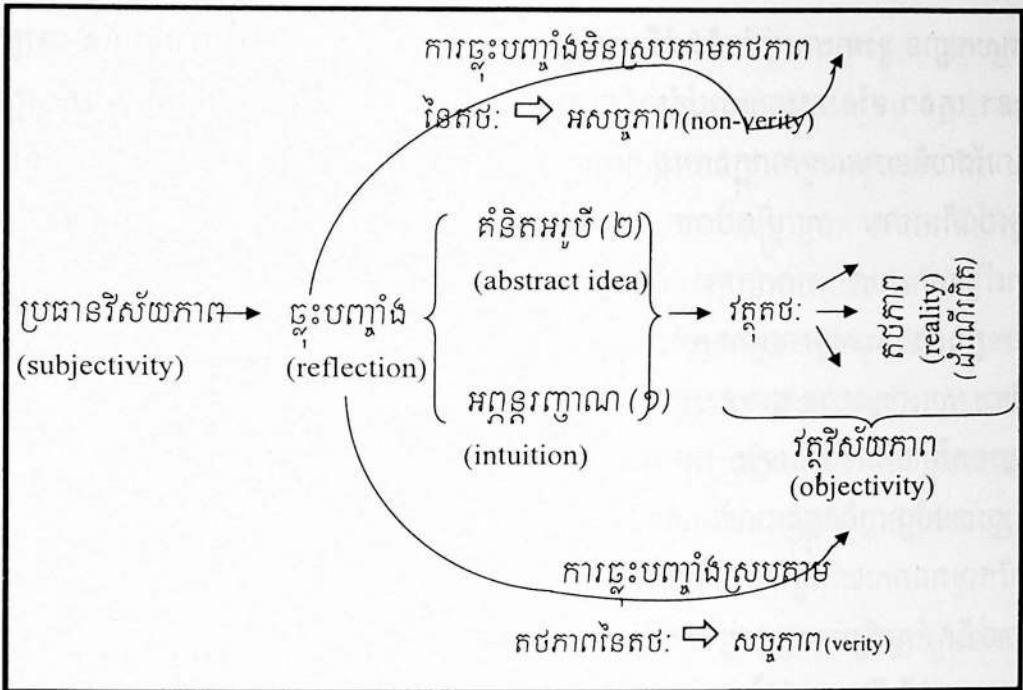 ការឆ្លុះបញ្ចាំងមិនស្របតាមតថភាព
នៃតថៈ ⇨ អសច្ចភាព(non-verity)
គំនិតអរូបី (២)
(abstract idea)
ប្រធានវិស័យភាព
(subjectivity)
ឆ្លុះបញ្ចាំង
(reflection)
វត្ថុតថៈ
តថភាព
(reality)
(ដំណើរកើត)
អព្ភន្តរញ្ញាណ (១)
(intuition)
វត្ថុវិស័យភាព
(objectivity)
ការឆ្លុះបញ្ចាំងស្របតាម
តថភាពនៃតថៈ ⇨ សច្ចភាព(verity)